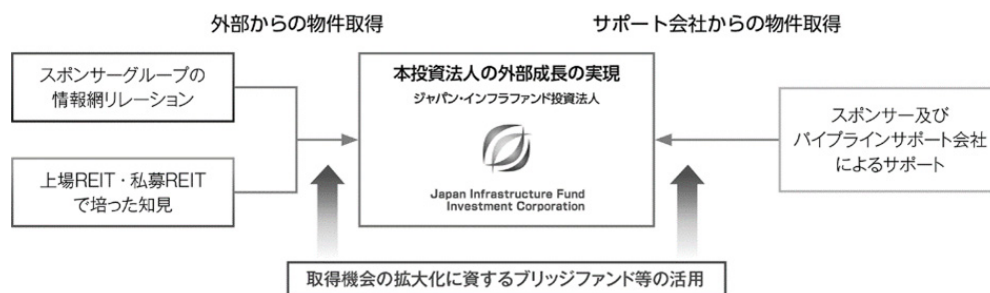 外部からの物件取得
サポート会社からの物件取得
スポンサーグループの
情報網リレーション
上場REIT・私募REIT
で培った知見
本投資法人の外部成長の実現
ジャパン・インフラファンド投資法人
Japan Infrastructure Fund
Investment Corporation
スポンサー及び
パイプラインサポート会社
によるサポート
取得機会の拡大化に資するブリッジファンド等の活用